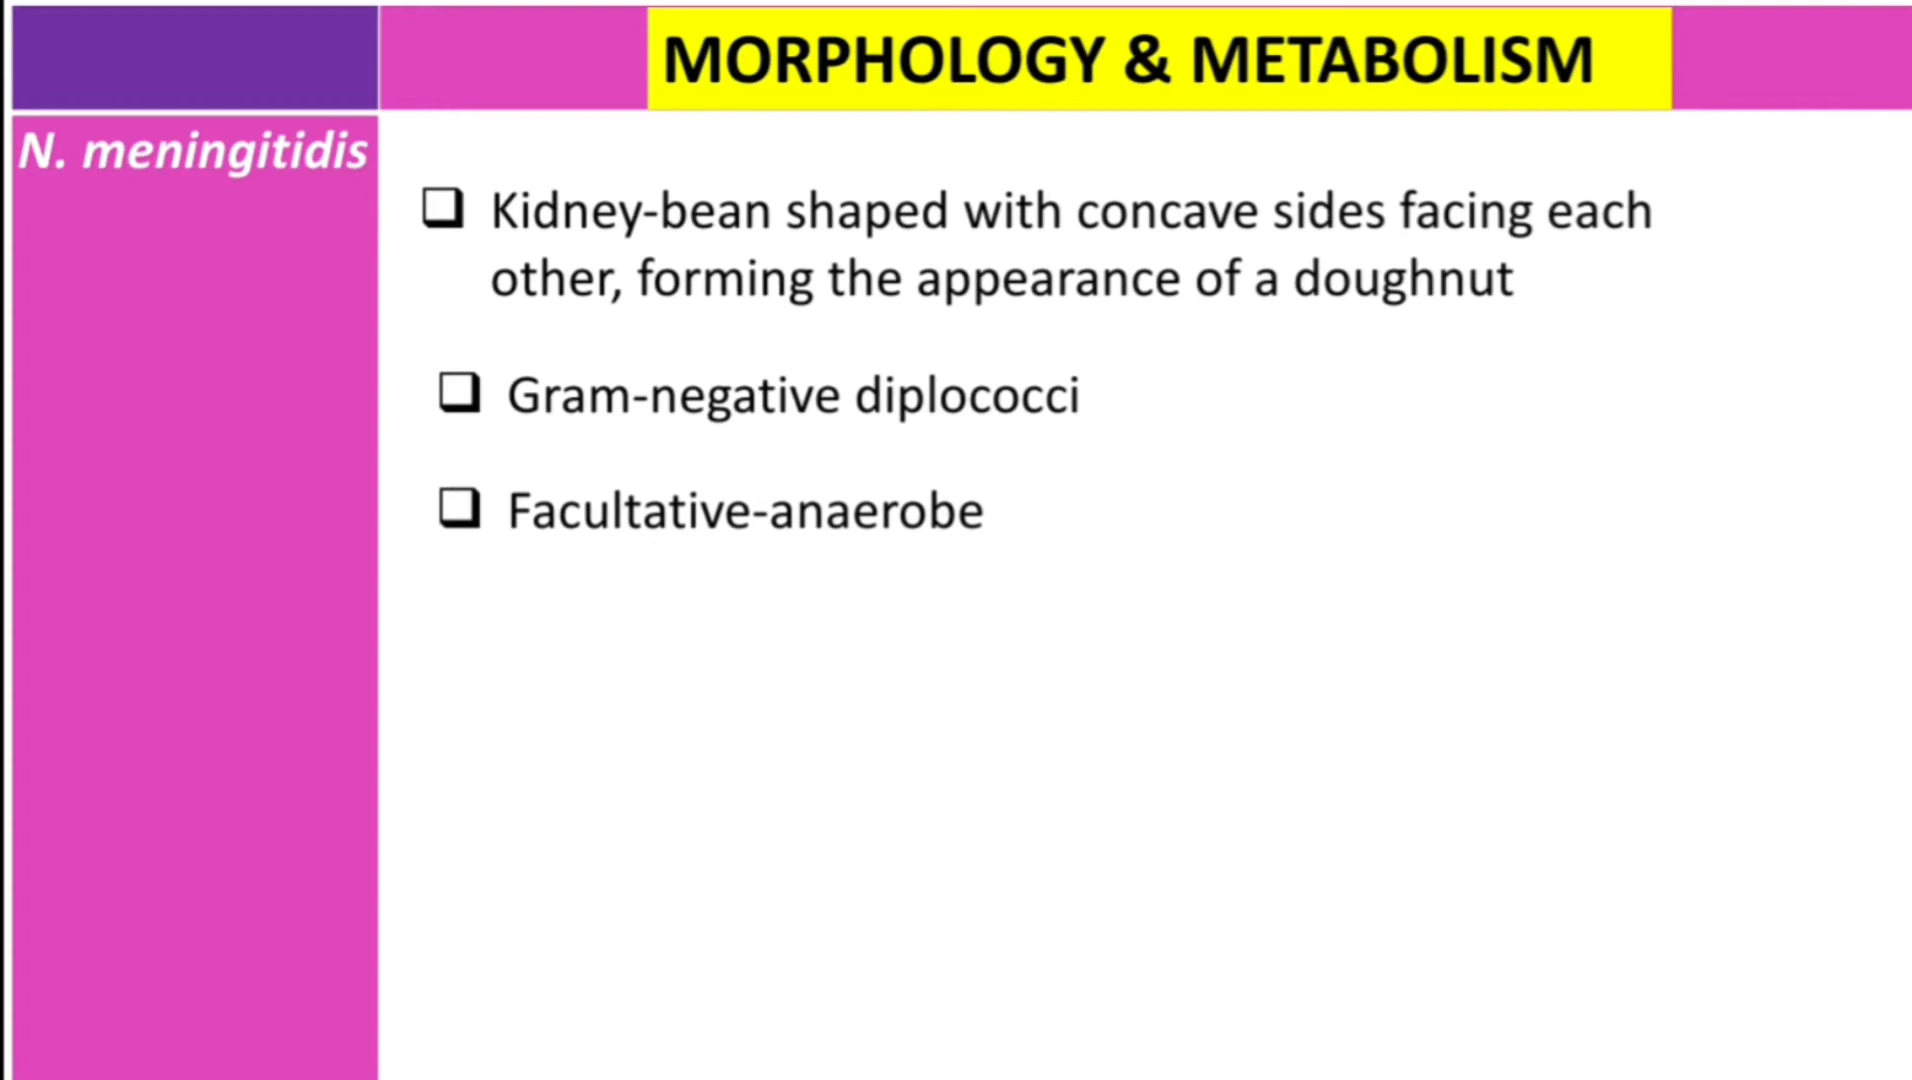 MORPHOLOGY & METABOLISM
N. meningitidis
Kidney-bean shaped with concave sides facing each
other, forming the appearance of a doughnut
Gram-negative diplococci
Facultative-anaerobe